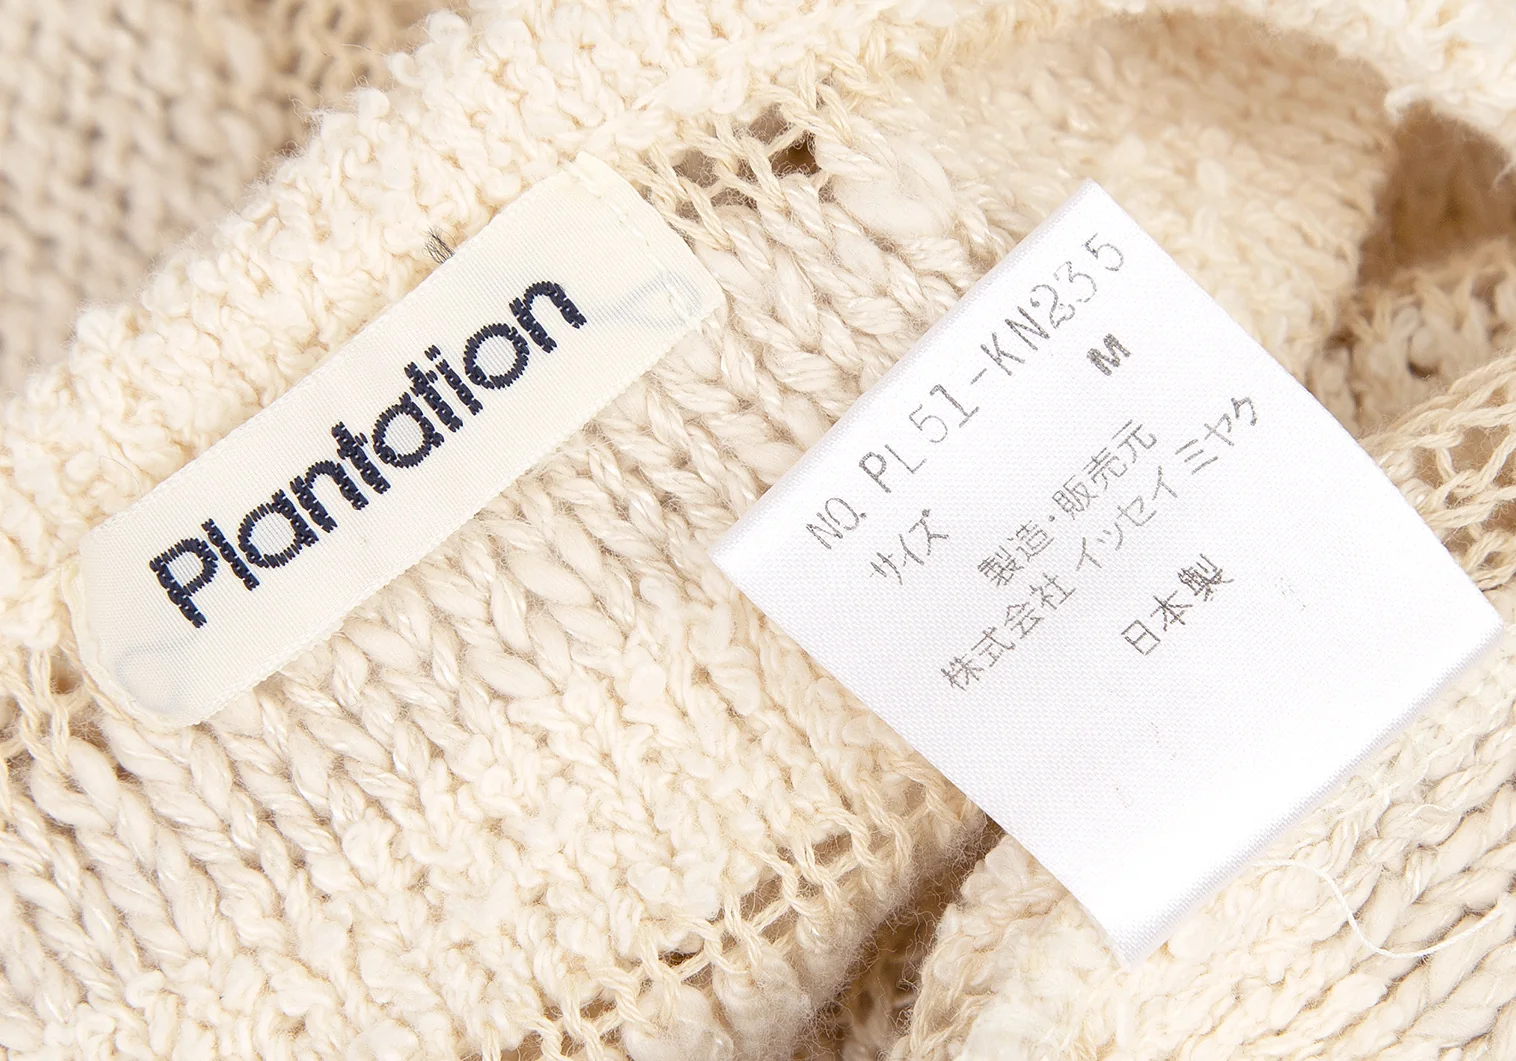 Plantation
NO. PL51-KN235
サイズ M
製造・販売元
株式会社 イッセイ ミヤケ
日本製